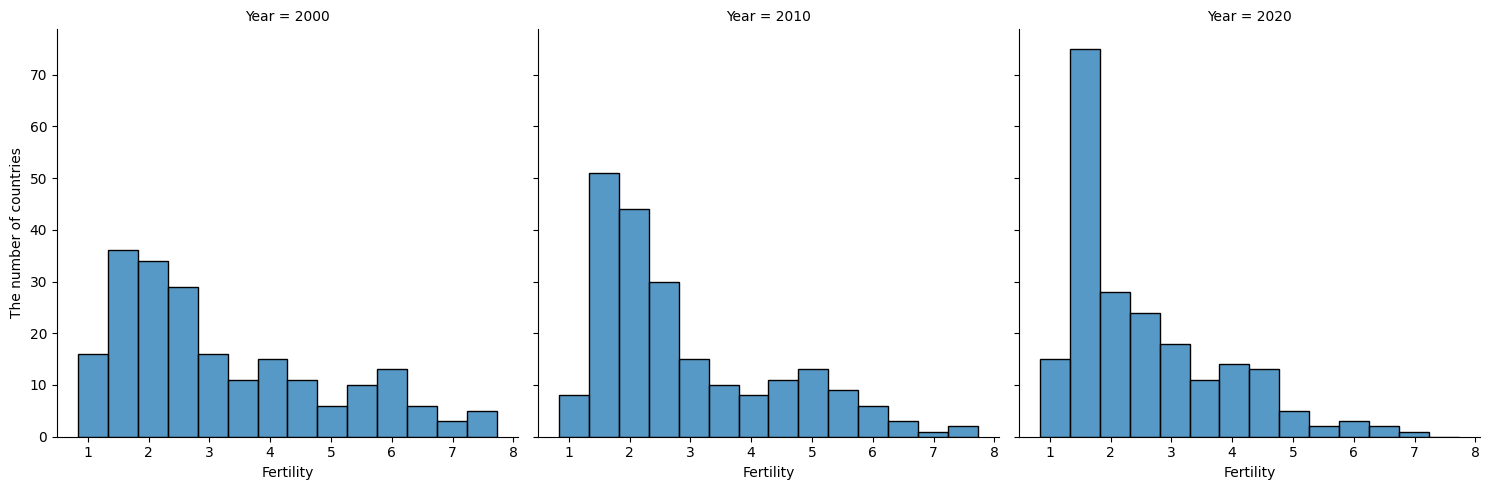 Year = 2000
Year = 2010
Year = 2020
The number of countries
70
60
50
40
30
20
10
0
1 2 3 4 5 6 7 8
1 2 3 4 5 6 7 8
1 2 3 4 5 6 7 8
Fertility
Fertility
Fertility